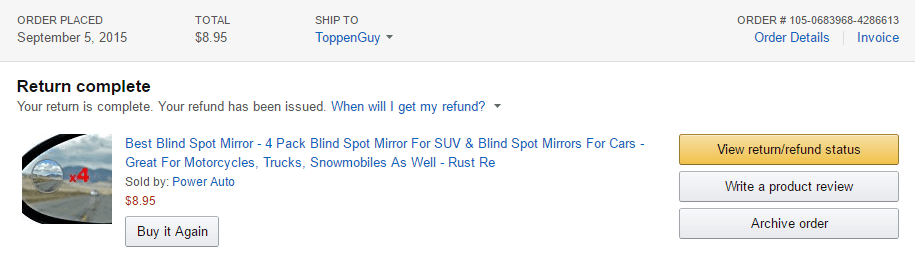 ORDER PLACED
September 5, 2015
TOTAL
$8.95
SHIP TO
ToppenGuy
ORDER # 105-0683968-4286613
Order Details
Invoice
Return complete
Your return is complete. Your refund has been issued. When will I get my refund?
x4
Best Blind Spot Mirror - 4 Pack Blind Spot Mirror For SUV & Blind Spot Mirrors For Cars -
Great For Motorcycles, Trucks, Snowmobiles As Well - Rust Re
Sold by: Power Auto
$8.95
Buy it Again
View return/refund status
Write a product review
Archive order